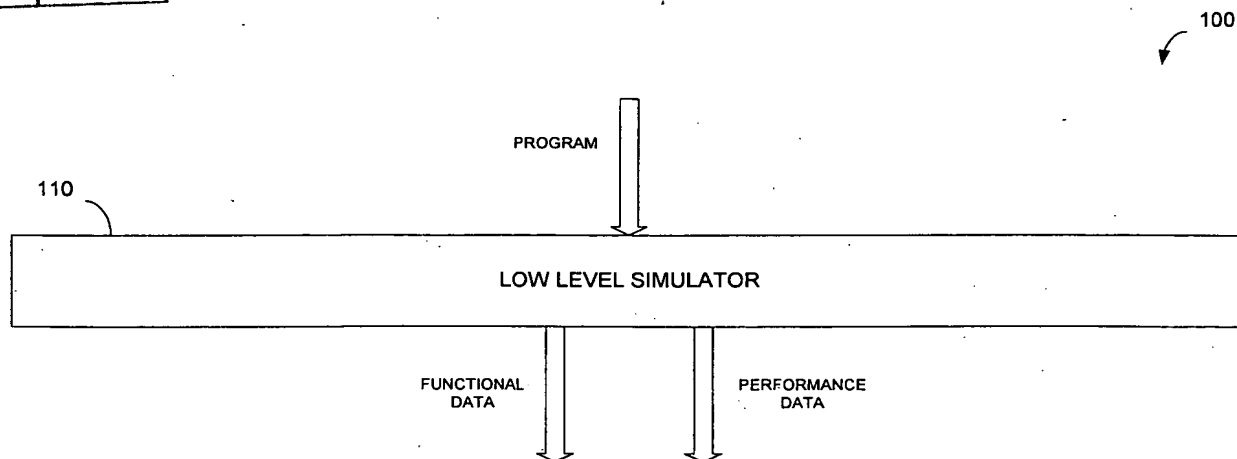 100
PROGRAM
110
LOW LEVEL SIMULATOR
FUNCTIONAL
DATA
PERFORMANCE
DATA